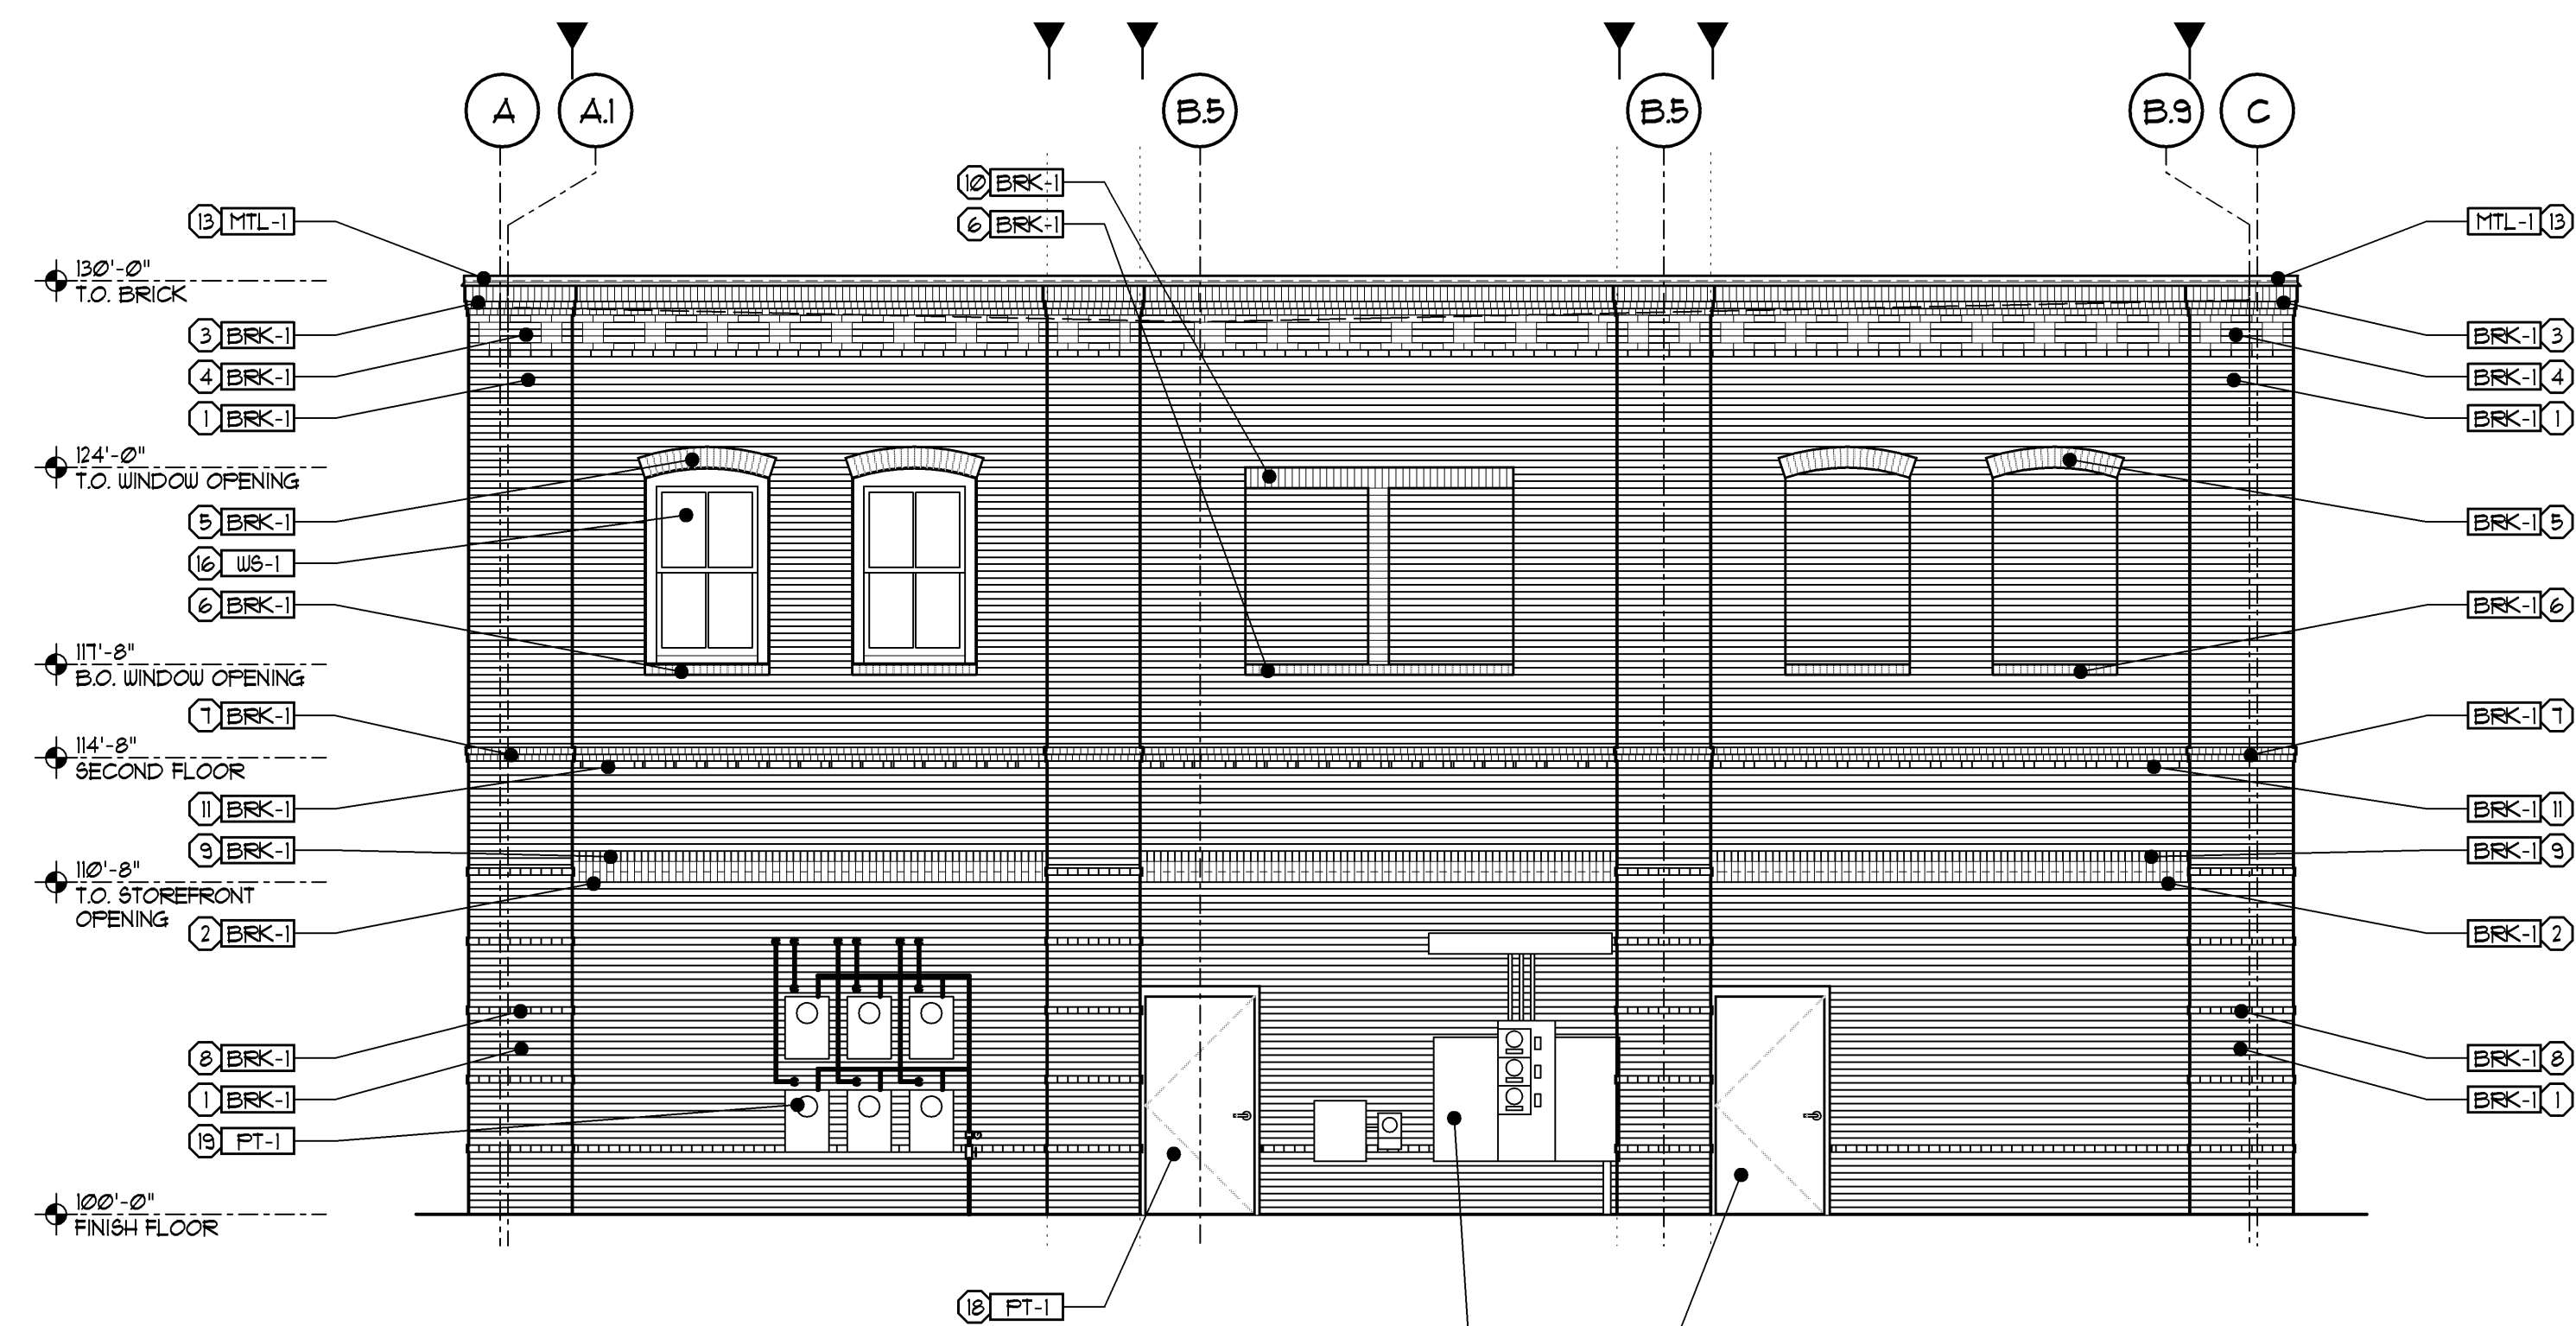 A A.1 B.5 B.5 B.9 C
10 BRK-1
6 BRK-1
13 MTL-1
130'-0"
T.O. BRICK
3 BRK-1
4 BRK-1
1 BRK-1
124'-0"
T.O. WINDOW OPENING
5 BRK-1
16 WS-1
6 BRK-1
117'-8"
B.O. WINDOW OPENING
7 BRK-1
114'-8"
SECOND FLOOR
11 BRK-1
9 BRK-1
110'-8"
T.O. STOREFRONT
OPENING
2 BRK-1
8 BRK-1
1 BRK-1
19 PT-1
100'-0"
FINISH FLOOR
18 PT-1
MTL-1 13
BRK-1 3
BRK-1 4
BRK-1 1
BRK-1 5
BRK-1 6
BRK-1 7
BRK-1 11
BRK-1 9
BRK-1 2
BRK-1 8
BRK-1 1